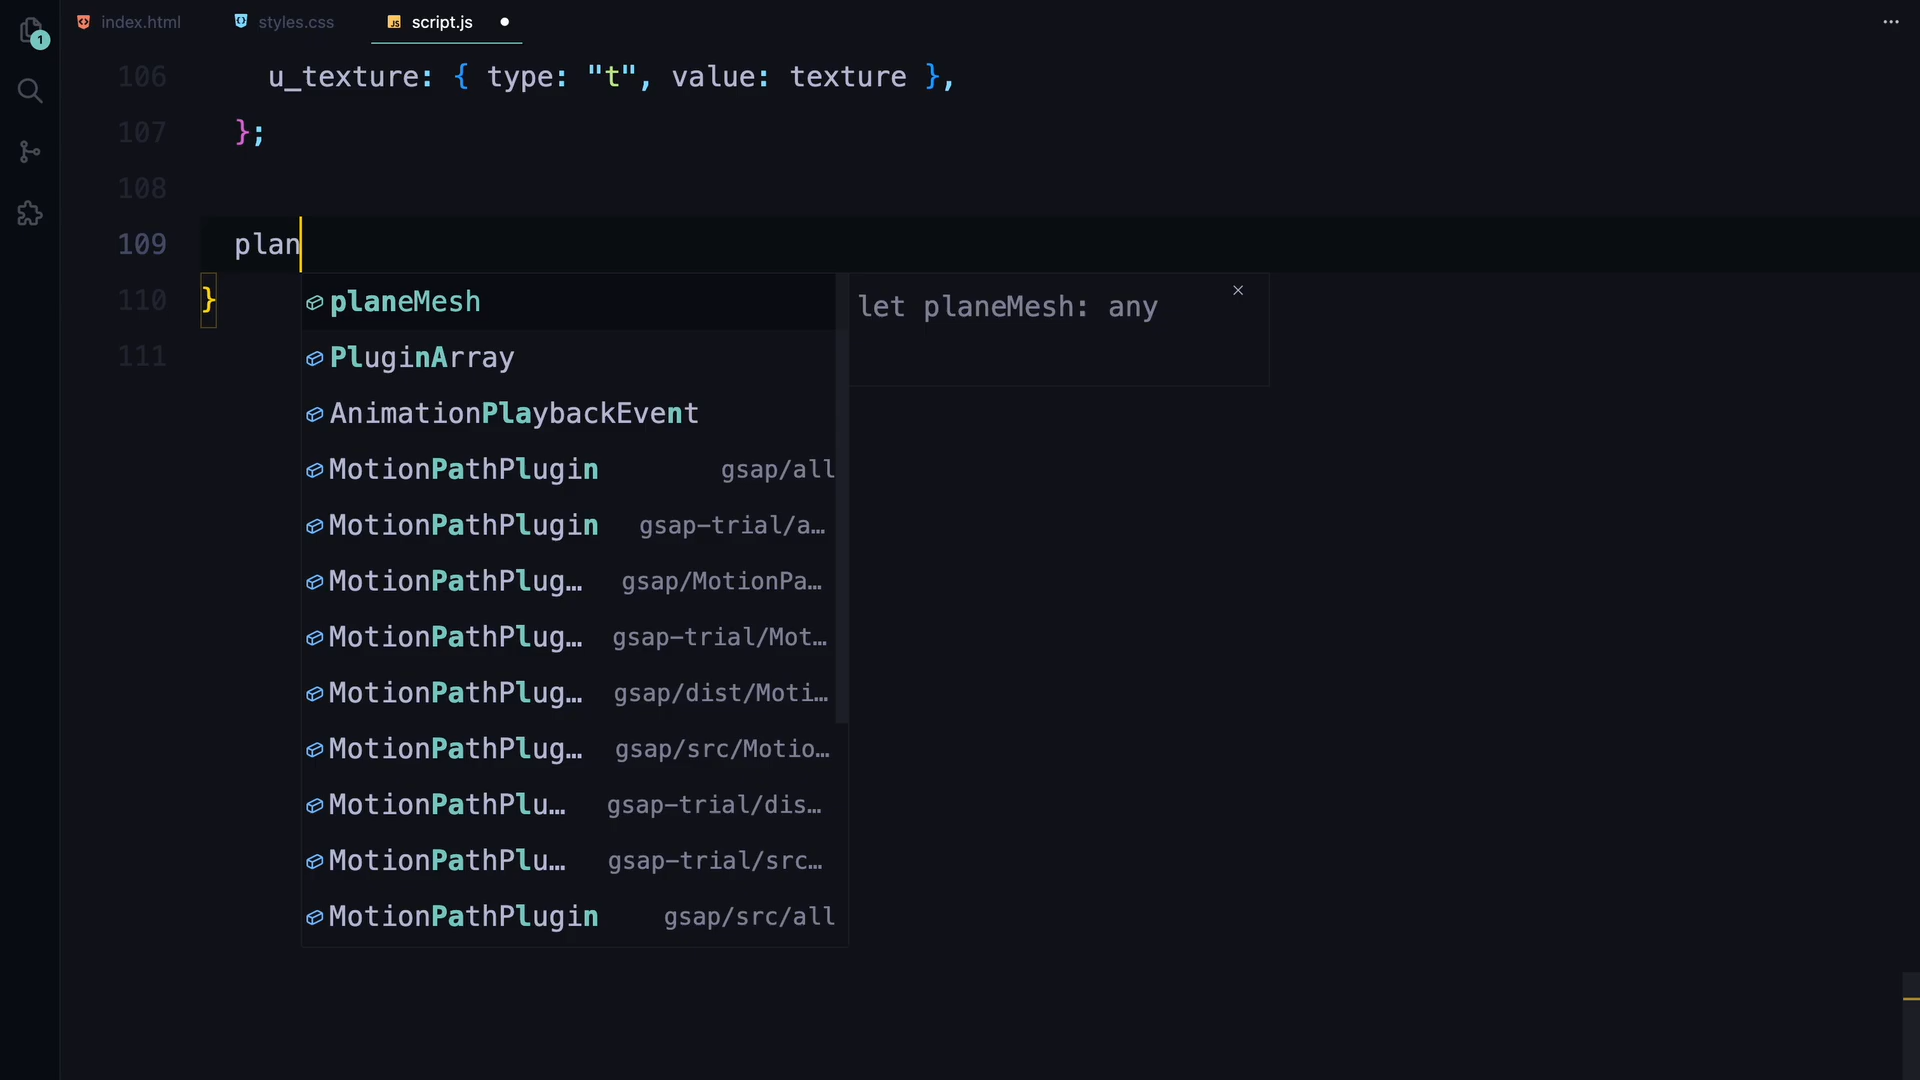 1
index.html styles.css JS script.js
106 u_texture: { type: "t", value: texture },
107 };
108
109 plan
110 }
111
planeMesh
let planeMesh: any
PluginArray
AnimationPlaybackEvent
MotionPathPlugin gsap/all
MotionPathPlugin gsap-trial/a…
MotionPathPlug… gsap/MotionPa…
MotionPathPlug… gsap-trial/Mot…
MotionPathPlug… gsap/dist/Moti…
MotionPathPlug… gsap/src/Motio…
MotionPathPlu… gsap-trial/dis…
MotionPathPlu… gsap-trial/src…
MotionPathPlugin gsap/src/all